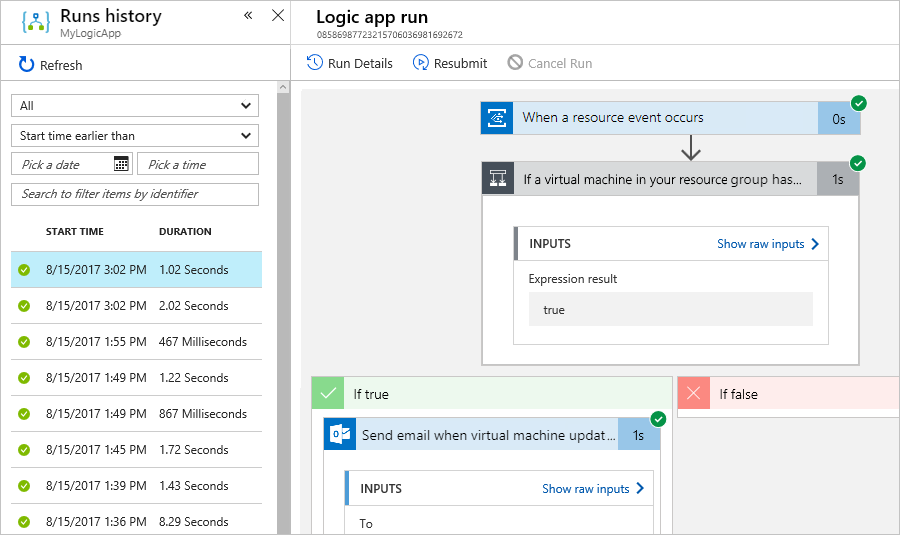 Runs history
MyLogicApp
Refresh
All
Start time earlier than
Pick a date
Pick a time
Search to filter items by identifier
START TIME DURATION
8/15/2017 3:02 PM 1.02 Seconds
8/15/2017 3:02 PM 2.02 Seconds
8/15/2017 1:55 PM 467 Milliseconds
8/15/2017 1:49 PM 1.22 Seconds
8/15/2017 1:49 PM 867 Milliseconds
8/15/2017 1:45 PM 1.72 Seconds
8/15/2017 1:39 PM 1.43 Seconds
8/15/2017 1:36 PM 8.29 Seconds
Logic app run
08586987723215706036981692672
Run Details Resubmit Cancel Run
When a resource event occurs 0s
If a virtual machine in your resource group has... 1s
INPUTS Show raw inputs
Expression result
true
If true
If false
Send email when virtual machine updat... 1s
INPUTS Show raw inputs
To